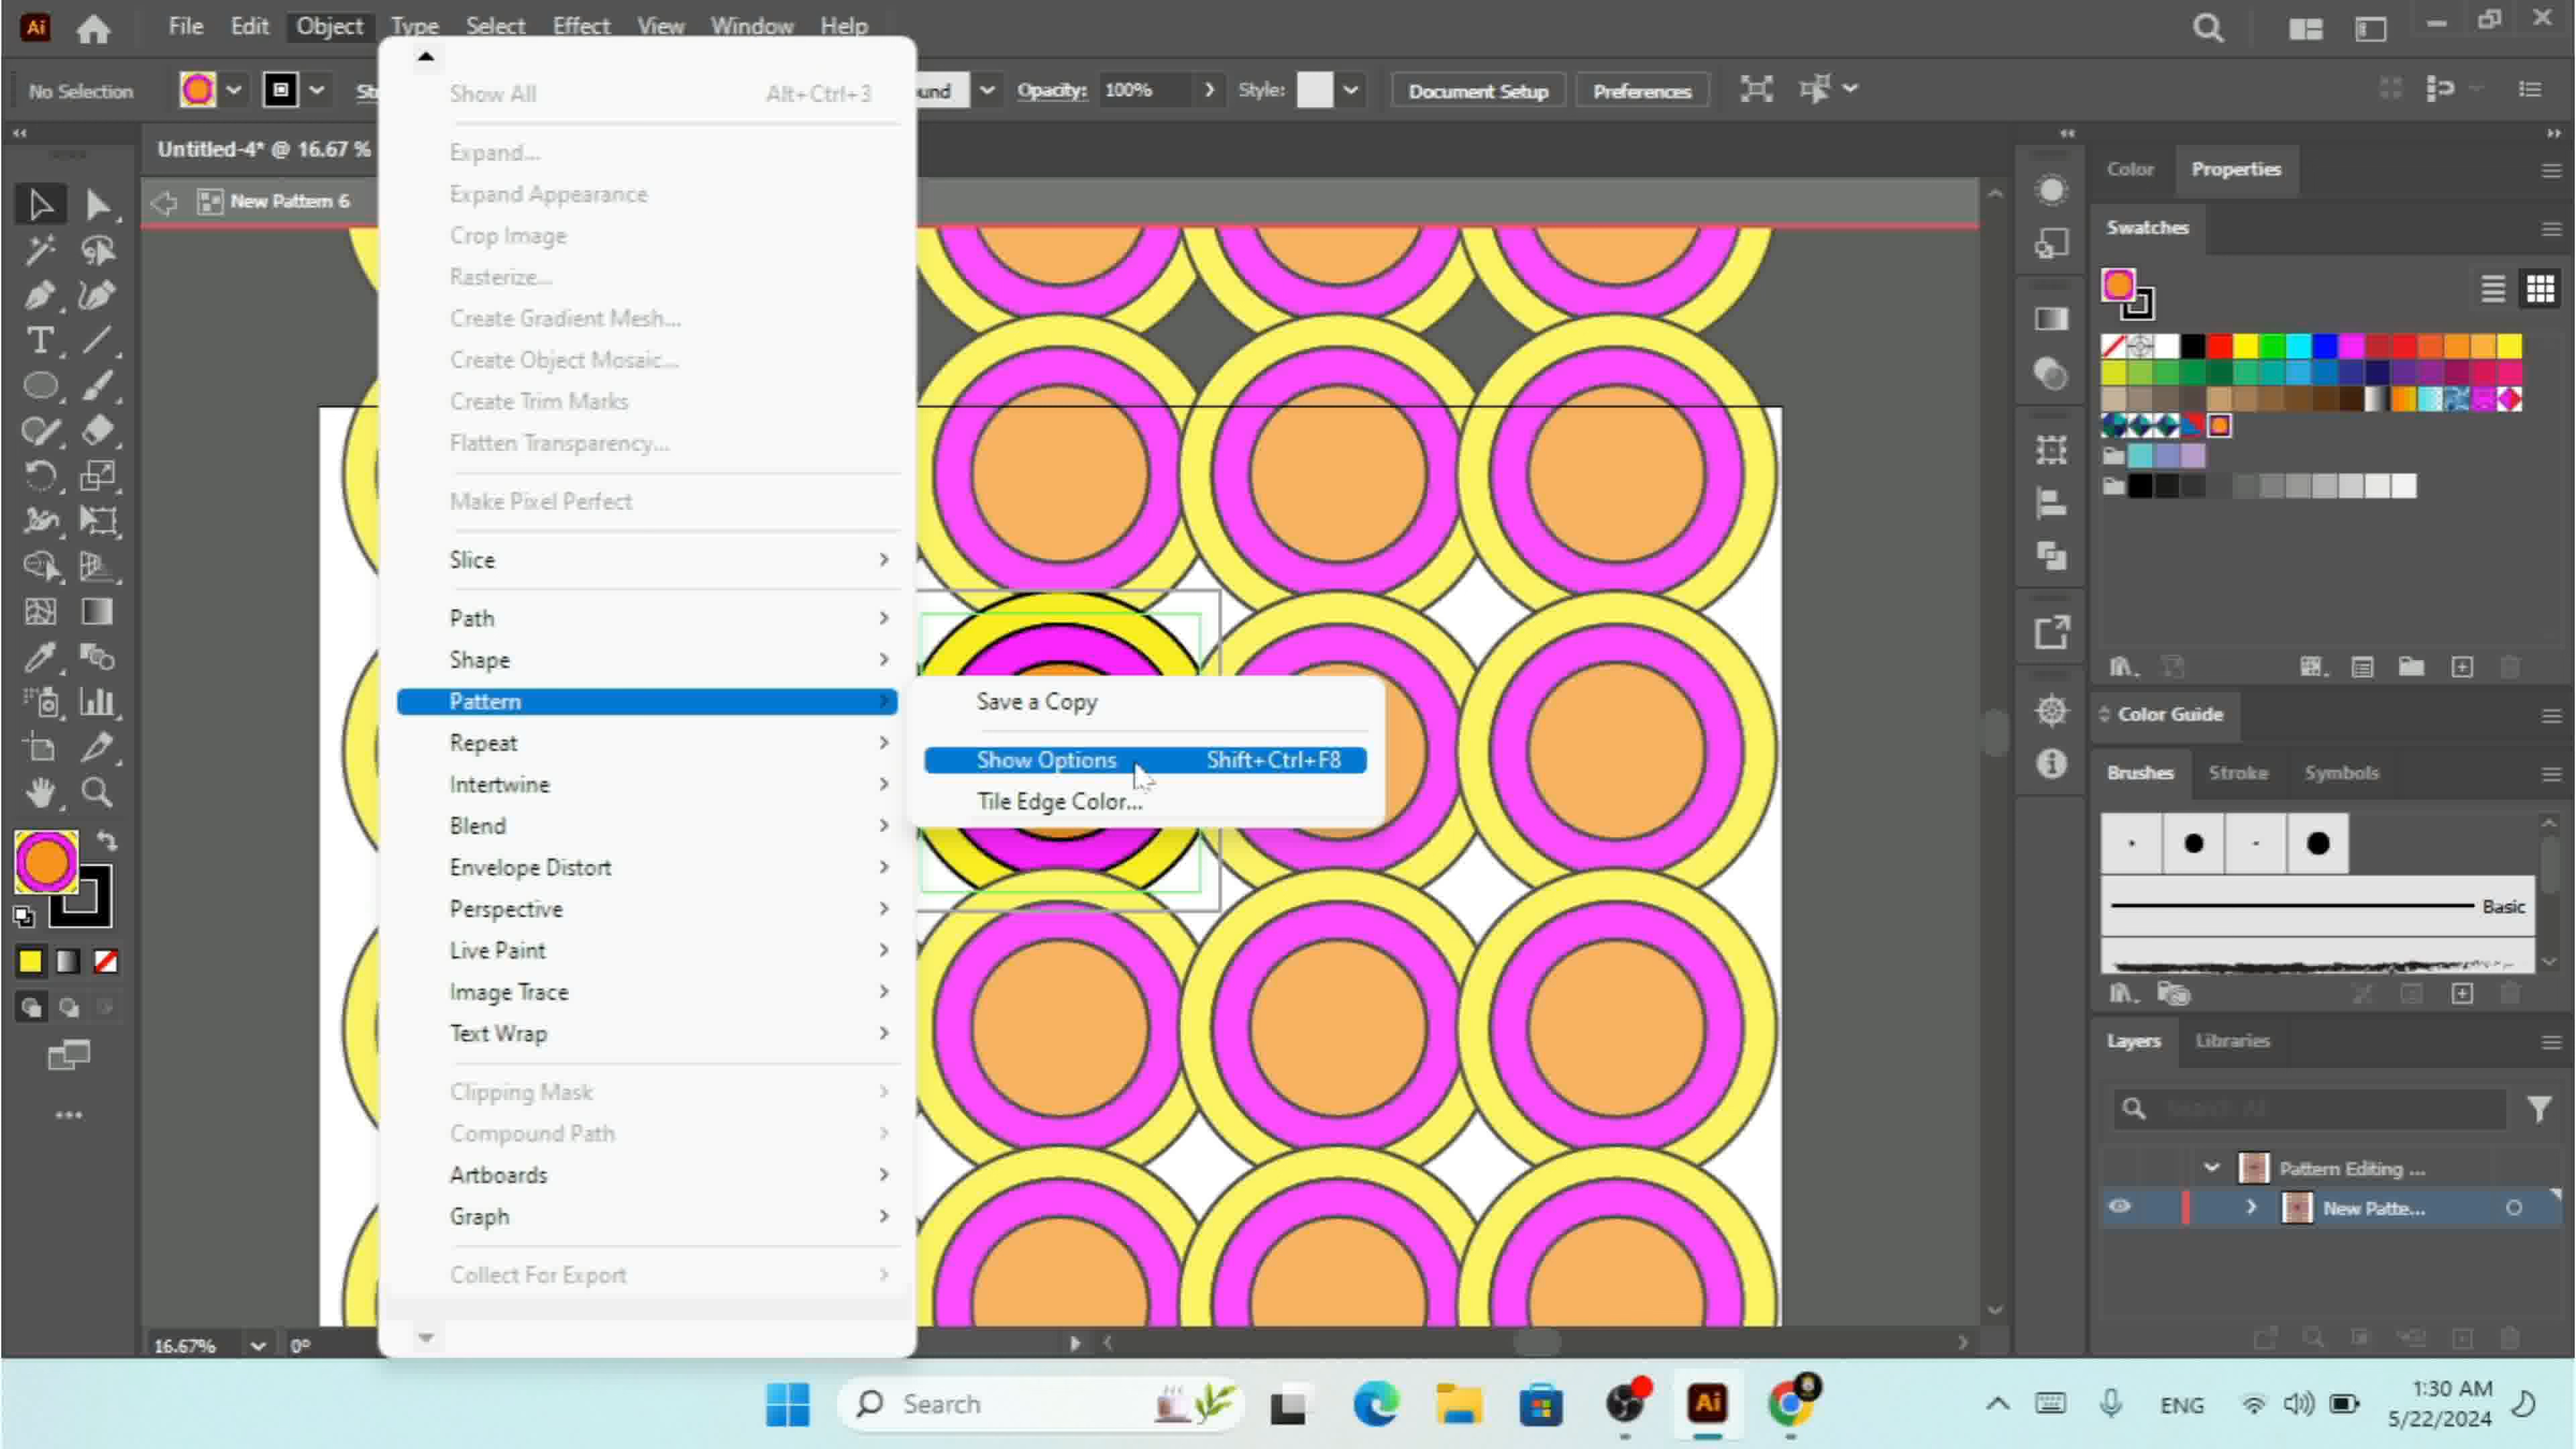 Ai File Edit Object Type Select Effect View Window Help
No Selection
Opacity: 100% Style: Document Setup Preferences
Untitled-4* @ 16.67 %
New Pattern 6
Show All Alt+Ctrl+3
Expand...
Expand Appearance
Crop Image
Rasterize...
Create Gradient Mesh...
Create Object Mosaic...
Create Trim Marks
Flatten Transparency...
Make Pixel Perfect
Slice
Path
Shape
Pattern
Repeat
Intertwine
Blend
Envelope Distort
Perspective
Live Paint
Image Trace
Text Wrap
Clipping Mask
Compound Path
Artboards
Graph
Collect For Export
Save a Copy
Show Options Shift+Ctrl+F8
Tile Edge Color...
Color Properties
Swatches
Color Guide
Brushes Stroke Symbols
Basic
Layers Libraries
Search All
Pattern Editing ...
New Patte...
16.67% 0°
Search
Ai
ENG
1:30 AM
5/22/2024